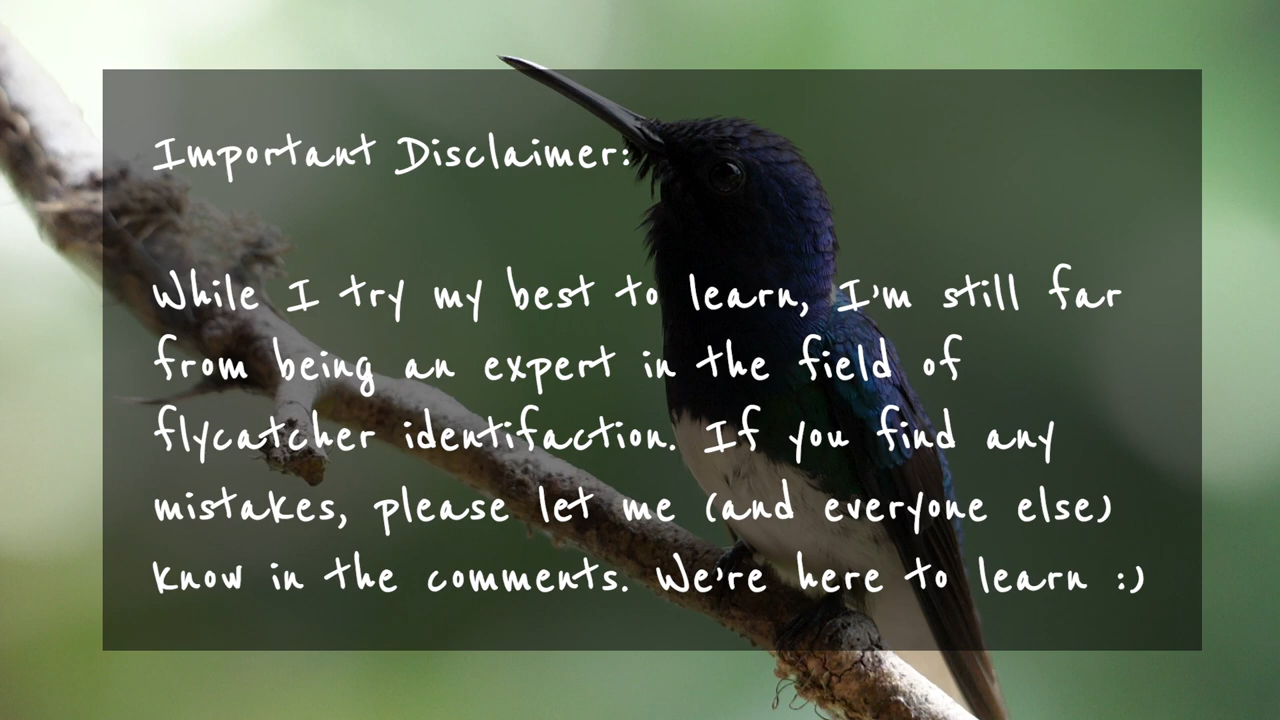 Important Disclaimer:
While I try my best to learn, I'm still far
from being an expert in the field of
flycatcher identifaction. If you find any
mistakes, please let me (and everyone else)
know in the comments. We're here to learn :)